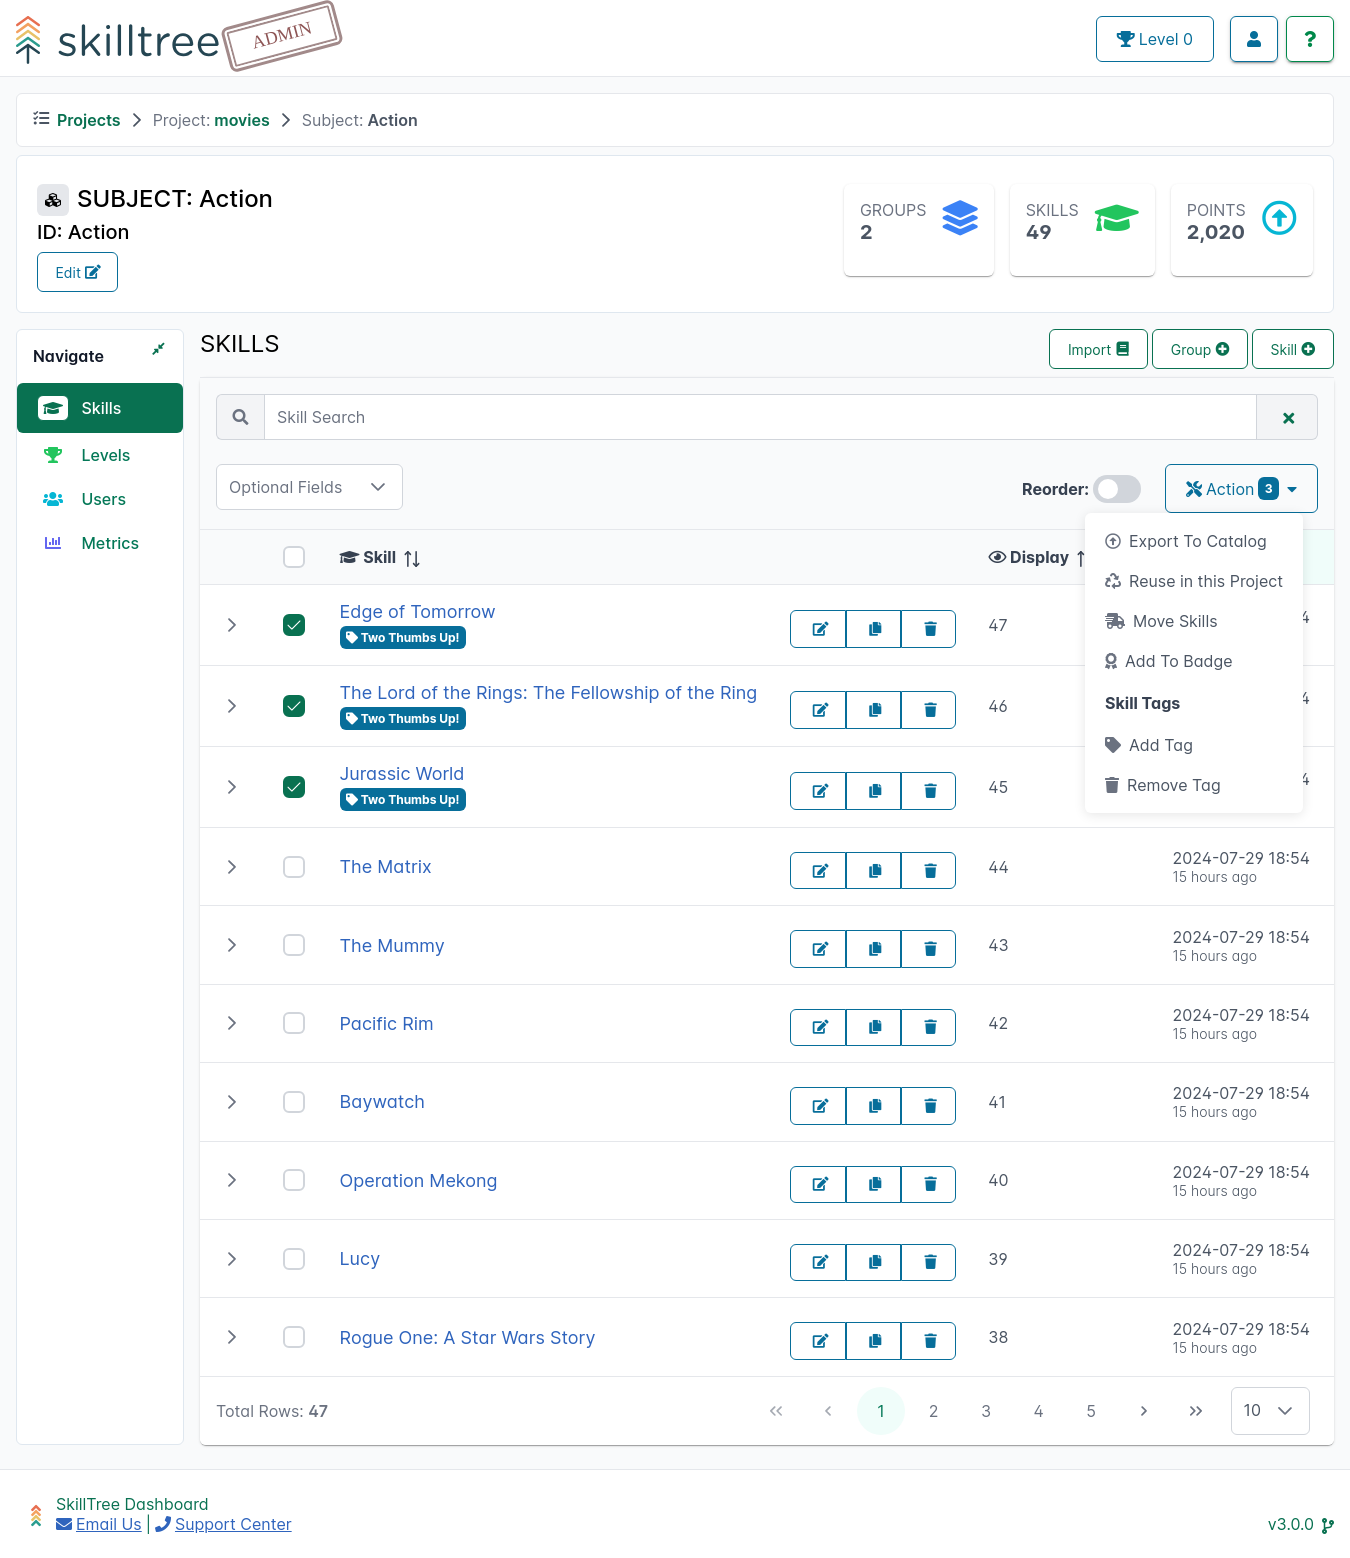 skilltree ADMIN
Level 0
Projects Project: movies Subject: Action
SUBJECT: Action
ID: Action
Edit
GROUPS
2
SKILLS
49
POINTS
2,020
Navigate
Skills
Levels
Users
Metrics
SKILLS
Import
Group
Skill
Skill Search
Optional Fields
Reorder:
Action 3
Export To Catalog
Reuse in this Project
Move Skills
Add To Badge
Skill Tags
Add Tag
Remove Tag
Skill Display
Edge of Tomorrow
Two Thumbs Up!
47
4
The Lord of the Rings: The Fellowship of the Ring
Two Thumbs Up!
46
4
Jurassic World
Two Thumbs Up!
45
4
The Matrix 44 2024-07-29 18:54
15 hours ago
The Mummy 43 2024-07-29 18:54
15 hours ago
Pacific Rim 42 2024-07-29 18:54
15 hours ago
Baywatch 41 2024-07-29 18:54
15 hours ago
Operation Mekong 40 2024-07-29 18:54
15 hours ago
Lucy 39 2024-07-29 18:54
15 hours ago
Rogue One: A Star Wars Story 38 2024-07-29 18:54
15 hours ago
Total Rows: 47
1 2 3 4 5
10
SkillTree Dashboard
Email Us | Support Center
v3.0.0